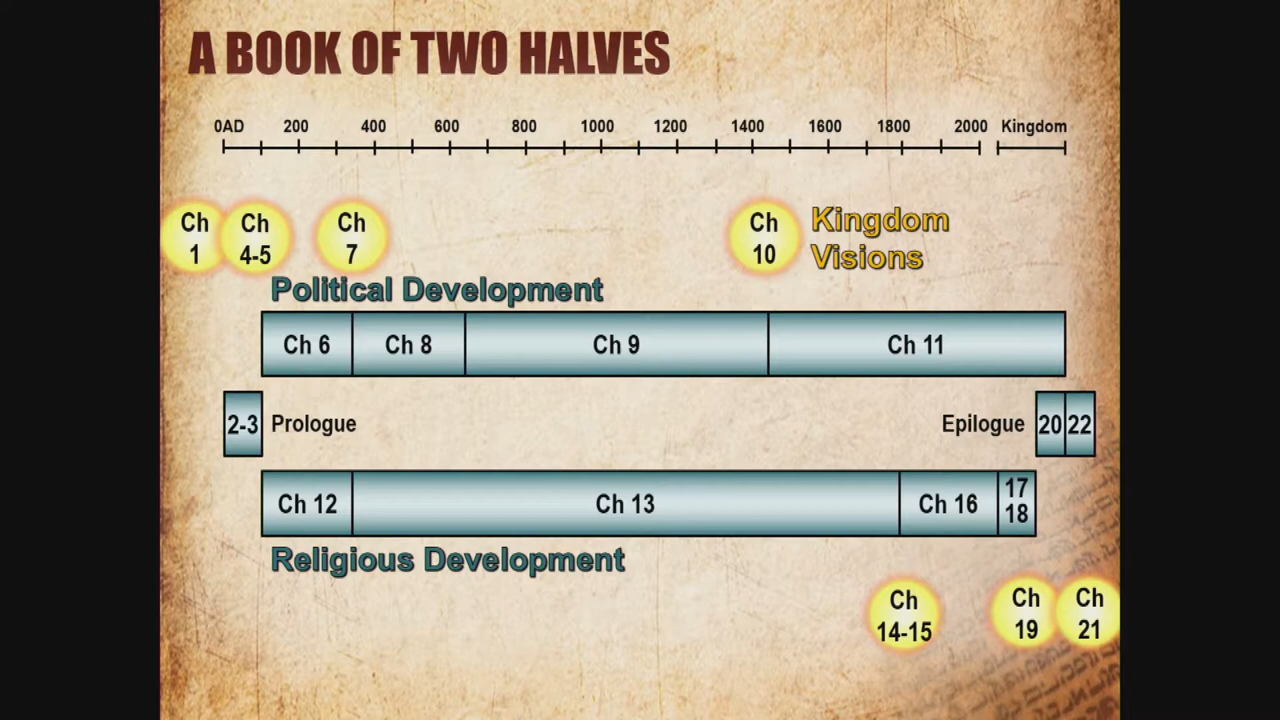 A BOOK OF TWO HALVES
0AD 200 400 600 800 1000 1200 1400 1600 1800 2000 Kingdom
Ch 1
Ch 4-5
Ch 7
Ch 10
Kingdom
Visions
Political Development
Ch 6 Ch 8 Ch 9 Ch 11
2-3 Prologue Epilogue 20 22
Ch 12 Ch 13 Ch 16 17 18
Religious Development
Ch 14-15
Ch 19
Ch 21